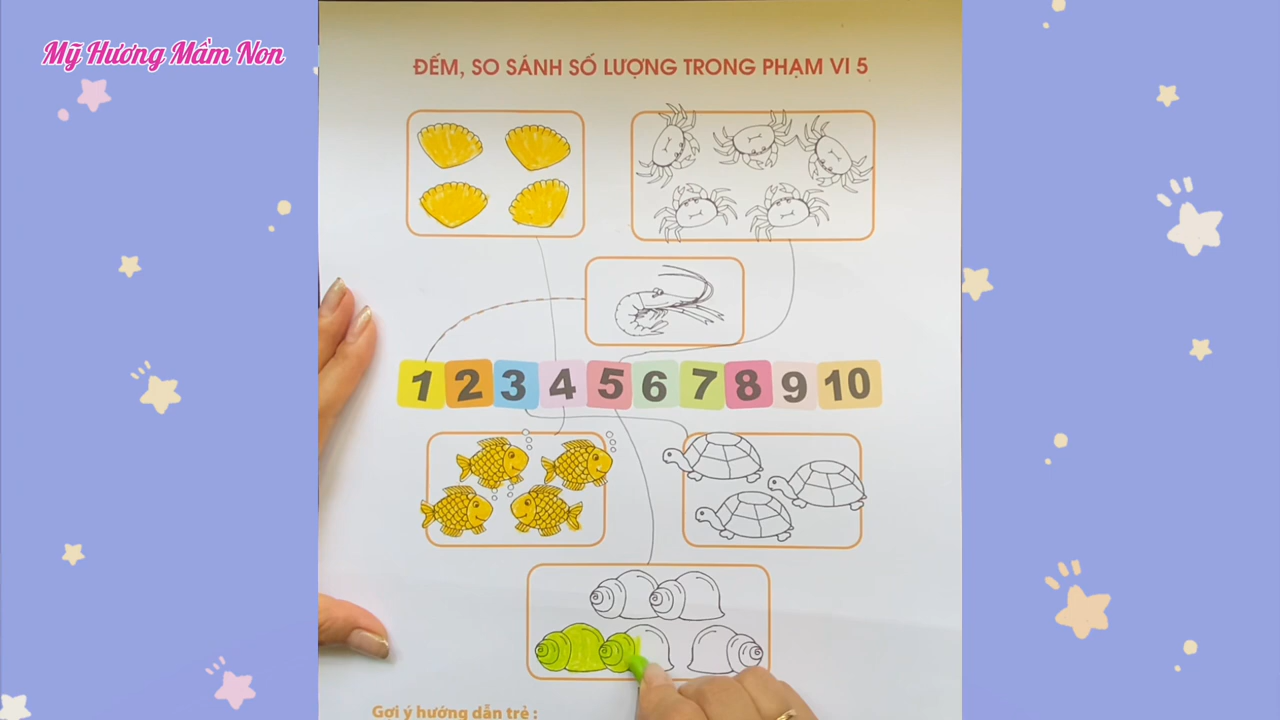 Mỹ Hương Mầm Non
ĐẾM, SO SÁNH SỐ LƯỢNG TRONG PHẠM VI 5
1 2 3 4 5 6 7 8 9 10
Gợi ý hướng dẫn trẻ :